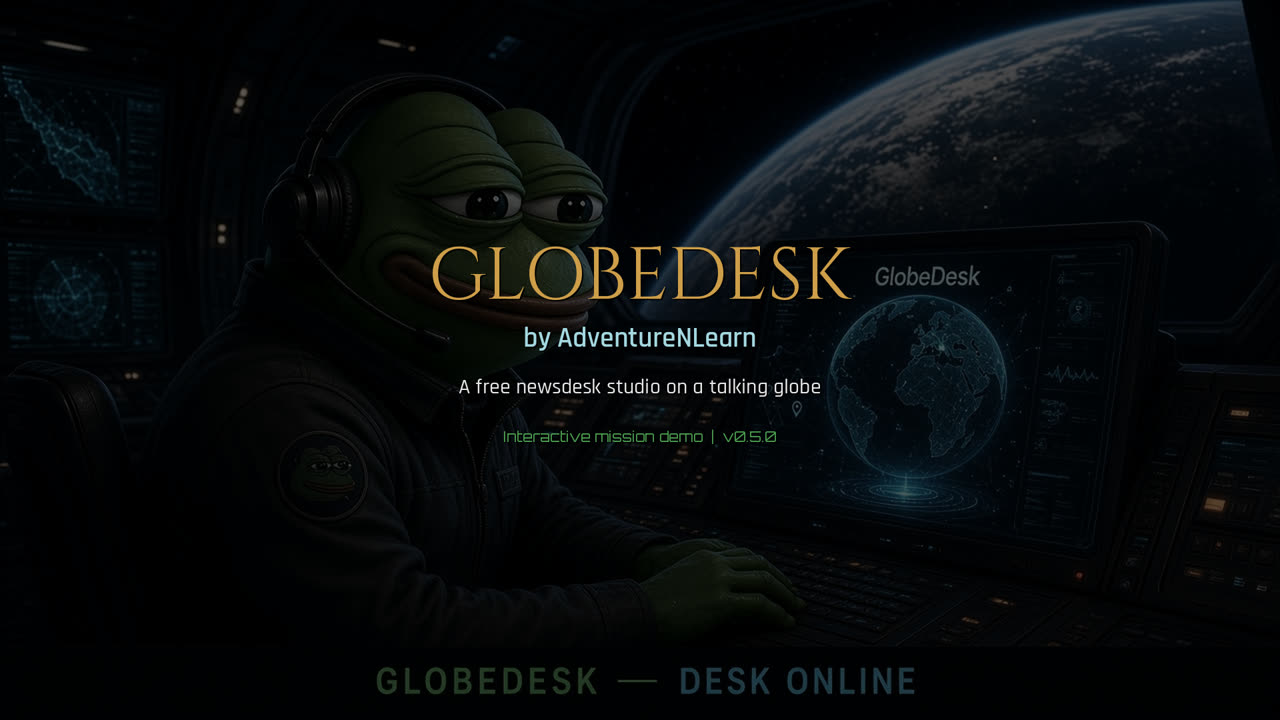 GLOBEDESK
by AdventureNLearn
A free newsdesk studio on a talking globe
Interactive mission demo | v0.5.0
GlobeDesk
GLOBEDESK — DESK ONLINE